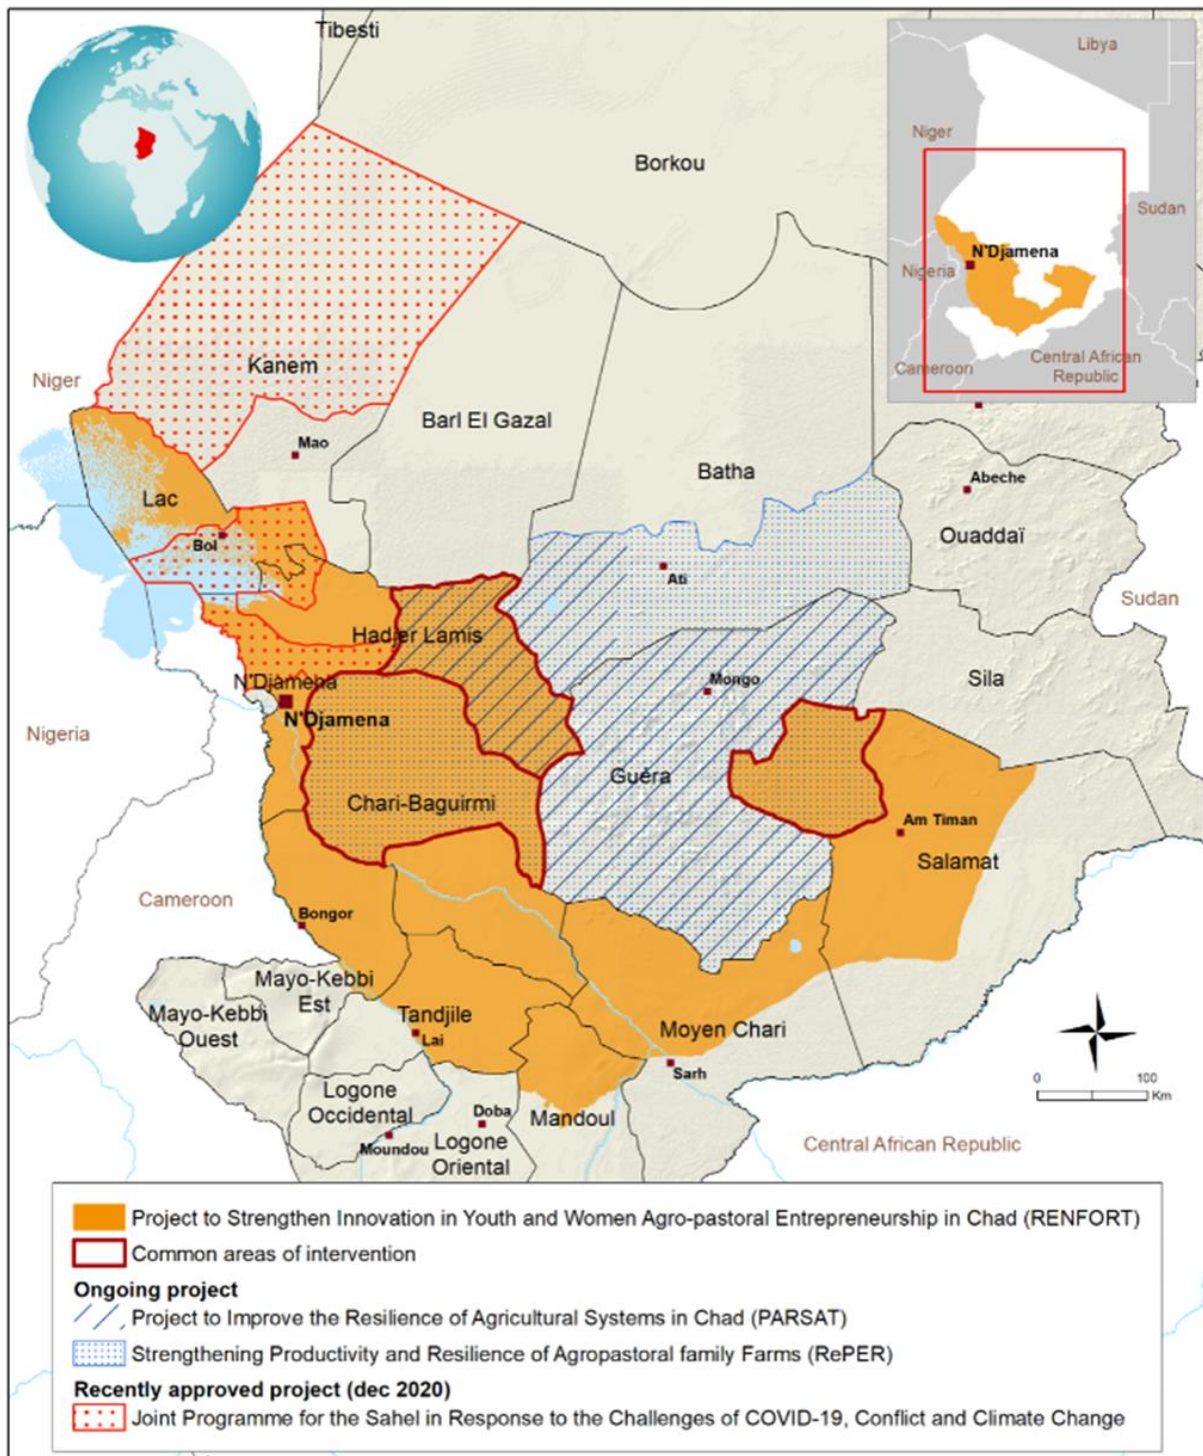 Tibesti
Libya
Niger
Sudan
N'Djamena
Nigeria
Cameroon
Central African
Republic
Borkou
Kanem
Niger
Barl El Gazal
Mao
Batha
Abeche
Lac
Ouaddaï
Bol
Ati
Sudan
Hadjer Lamis
Sila
N'Djamena
Mongo
N'Djamena
Nigeria
Guéra
Chari-Baguirmi
Am Timan
Salamat
Cameroon
Bongor
Mayo-Kebbi
Est
Mayo-Kebbi
Ouest
Tandjile
Lai
Moyen Chari
Sarh
0 100
Km
Logone
Occidental
Doba
Mandoul
Moundou
Logone
Oriental
Central African Republic
Project to Strengthen Innovation in Youth and Women Agro-pastoral Entrepreneurship in Chad (RENFORT)
Common areas of intervention
Ongoing project
Project to Improve the Resilience of Agricultural Systems in Chad (PARSAT)
Strengthening Productivity and Resilience of Agropastoral family Farms (RePER)
Recently approved project (dec 2020)
Joint Programme for the Sahel in Response to the Challenges of COVID-19, Conflict and Climate Change